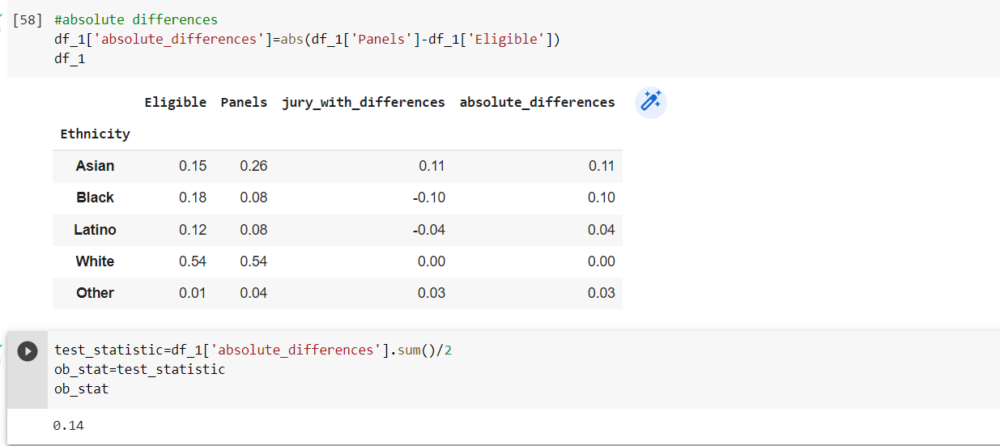 [58] #absolute differences
df_1['absolute_differences']=abs(df_1['Panels']-df_1['Eligible'])
df_1
Eligible Panels jury_with_differences absolute_differences
Ethnicity
Asian 0.15 0.26 0.11 0.11
Black 0.18 0.08 -0.10 0.10
Latino 0.12 0.08 -0.04 0.04
White 0.54 0.54 0.00 0.00
Other 0.01 0.04 0.03 0.03
test_statistic=df_1['absolute_differences'].sum()/2
ob_stat=test_statistic
ob_stat
0.14